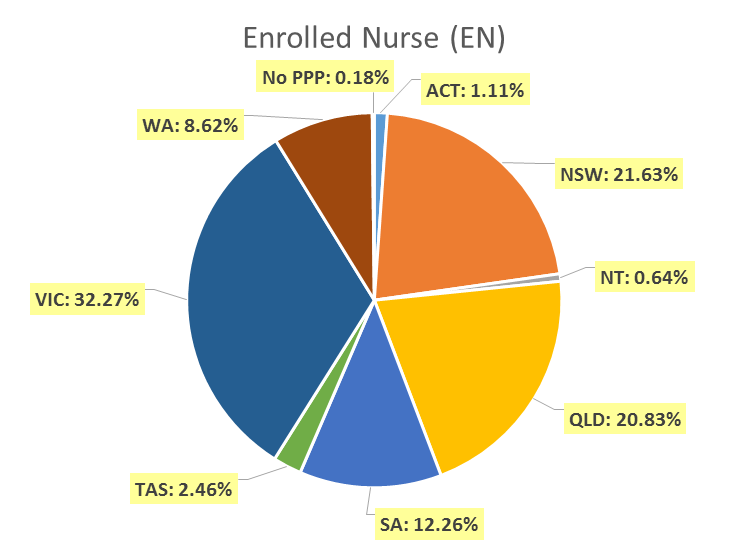 Enrolled Nurse (EN)
No PPP: 0.18%
ACT: 1.11%
WA: 8.62%
NSW: 21.63%
NT: 0.64%
VIC: 32.27%
QLD: 20.83%
TAS: 2.46%
SA: 12.26%